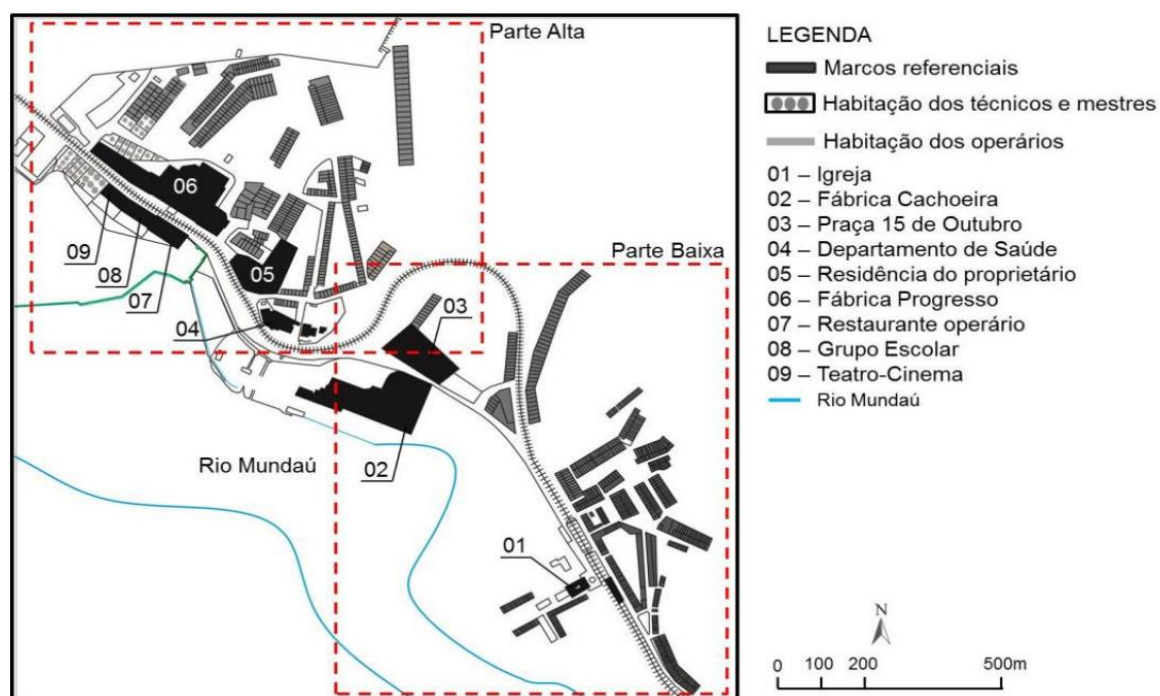 Parte Alta
06
09
08
07
05
04
03
Parte Baixa
Rio Mundaú
02
01
LEGENDA
Marcos referenciais
Habitação dos técnicos e mestres
Habitação dos operários
01 – Igreja
02 – Fábrica Cachoeira
03 – Praça 15 de Outubro
04 – Departamento de Saúde
05 – Residência do proprietário
06 – Fábrica Progresso
07 – Restaurante operário
08 – Grupo Escolar
09 – Teatro-Cinema
Rio Mundaú
N
0 100 200 500m